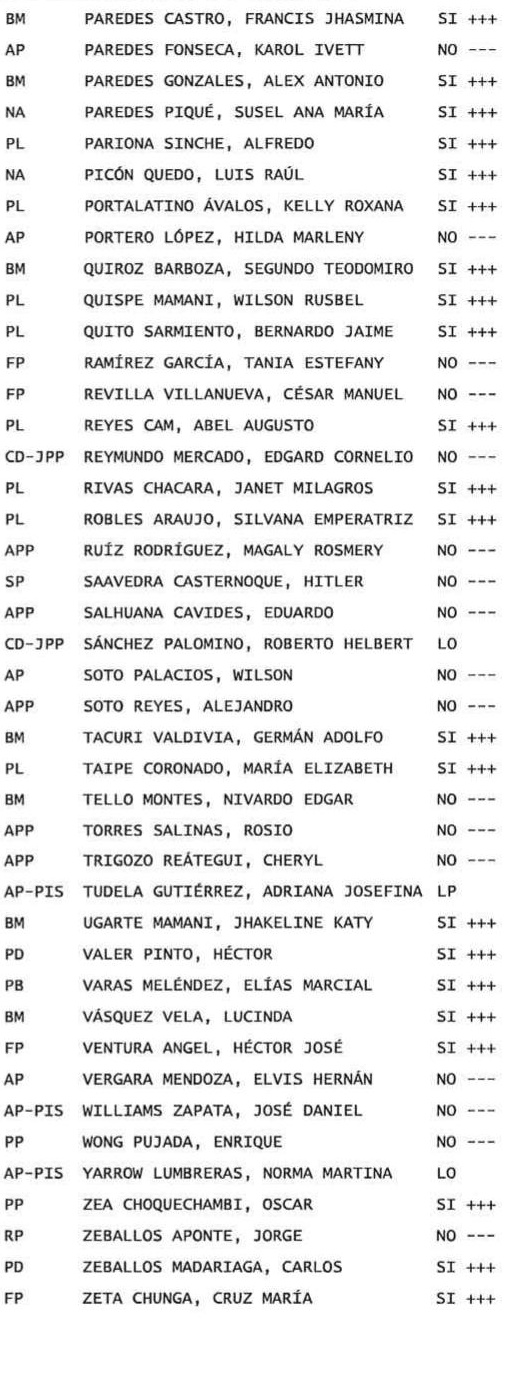 BM PAREDES CASTRO, FRANCIS JHASMINA SI +++
AP PAREDES FONSECA, KAROL IVETT NO ---
BM PAREDES GONZALES, ALEX ANTONIO SI +++
NA PAREDES PIQUÉ, SUSEL ANA MARÍA SI +++
PL PARIONA SINCHE, ALFREDO SI +++
NA PICÓN QUEDO, LUIS RAÚL SI +++
PL PORTALATINO ÁVALOS, KELLY ROXANA SI +++
AP PORTERO LÓPEZ, HILDA MARLENY NO ---
BM QUIROZ BARBOZA, SEGUNDO TEODOMIRO SI +++
PL QUISPE MAMANI, WILSON RUSBEL SI +++
PL QUITO SARMIENTO, BERNARDO JAIME SI +++
FP RAMÍREZ GARCÍA, TANIA ESTEFANY NO ---
FP REVILLA VILLANUEVA, CÉSAR MANUEL NO ---
PL REYES CAM, ABEL AUGUSTO SI +++
CD-JPP REYMUNDO MERCADO, EDGARD CORNELIO NO ---
PL RIVAS CHACARA, JANET MILAGROS SI +++
PL ROBLES ARAUJO, SILVANA EMPERATRIZ SI +++
APP RUÍZ RODRÍGUEZ, MAGALY ROSMERY NO ---
SP SAAVEDRA CASTERNOQUE, HITLER NO ---
APP SALHUANA CAVIDES, EDUARDO NO ---
CD-JPP SÁNCHEZ PALOMINO, ROBERTO HELBERT LO
AP SOTO PALACIOS, WILSON NO ---
APP SOTO REYES, ALEJANDRO NO ---
BM TACURI VALDIVIA, GERMÁN ADOLFO SI +++
PL TAIPE CORONADO, MARÍA ELIZABETH SI +++
BM TELLO MONTES, NIVARDO EDGAR NO ---
APP TORRES SALINAS, ROSIO NO ---
APP TRIGOZO REÁTEGUI, CHERYL NO ---
AP-PIS TUDELA GUTIÉRREZ, ADRIANA JOSEFINA LP
BM UGARTE MAMANI, JHAKELINE KATY SI +++
PD VALER PINTO, HÉCTOR SI +++
PB VARAS MELÉNDEZ, ELÍAS MARCIAL SI +++
BM VÁSQUEZ VELA, LUCINDA SI +++
FP VENTURA ANGEL, HÉCTOR JOSÉ SI +++
AP VERGARA MENDOZA, ELVIS HERNÁN NO ---
AP-PIS WILLIAMS ZAPATA, JOSÉ DANIEL NO ---
PP WONG PUJADA, ENRIQUE NO ---
AP-PIS YARROW LUMBRERAS, NORMA MARTINA LO
PP ZEA CHOQUECHAMBI, OSCAR SI +++
RP ZEBALLOS APONTE, JORGE NO ---
PD ZEBALLOS MADARIAGA, CARLOS SI +++
FP ZETA CHUNGA, CRUZ MARÍA SI +++